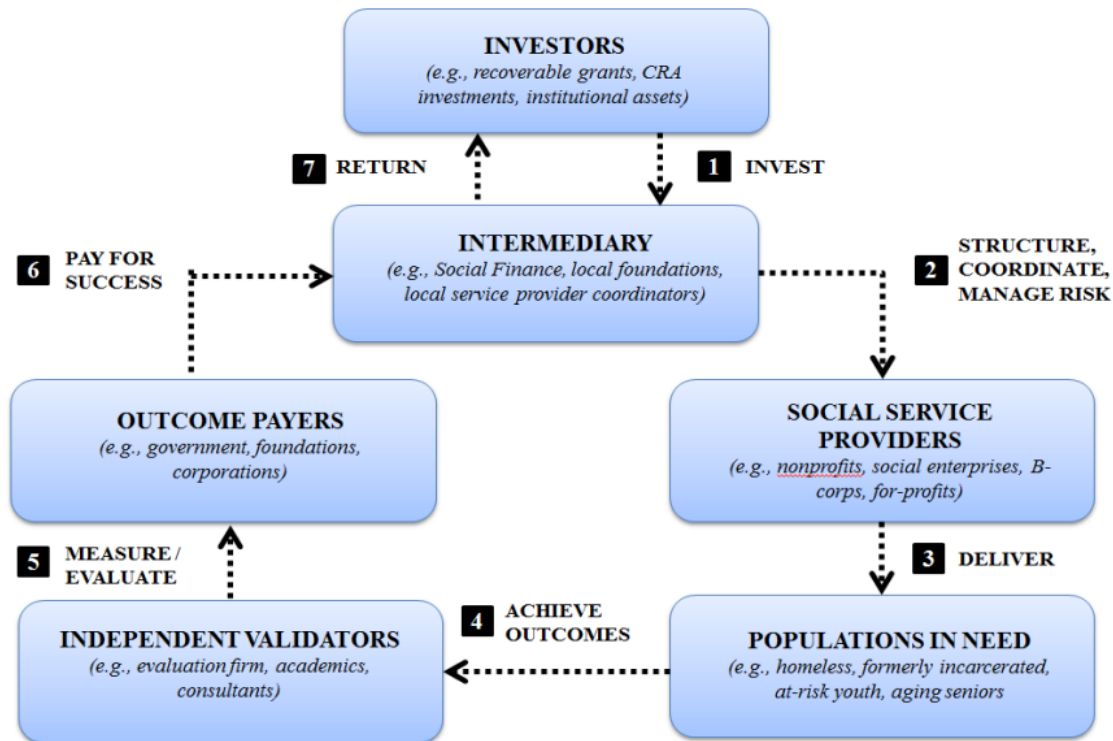 INVESTORS
(e.g., recoverable grants, CRA
investments, institutional assets)
7 RETURN
1 INVEST
INTERMEDIARY
(e.g., Social Finance, local foundations,
local service provider coordinators)
6 PAY FOR
SUCCESS
2 STRUCTURE,
COORDINATE,
MANAGE RISK
OUTCOME PAYERS
(e.g., government, foundations,
corporations)
SOCIAL SERVICE
PROVIDERS
(e.g., nonprofits, social enterprises, B-
corps, for-profits)
5 MEASURE /
EVALUATE
3 DELIVER
4 ACHIEVE
OUTCOMES
INDEPENDENT VALIDATORS
(e.g., evaluation firm, academics,
consultants)
POPULATIONS IN NEED
(e.g., homeless, formerly incarcerated,
at-risk youth, aging seniors